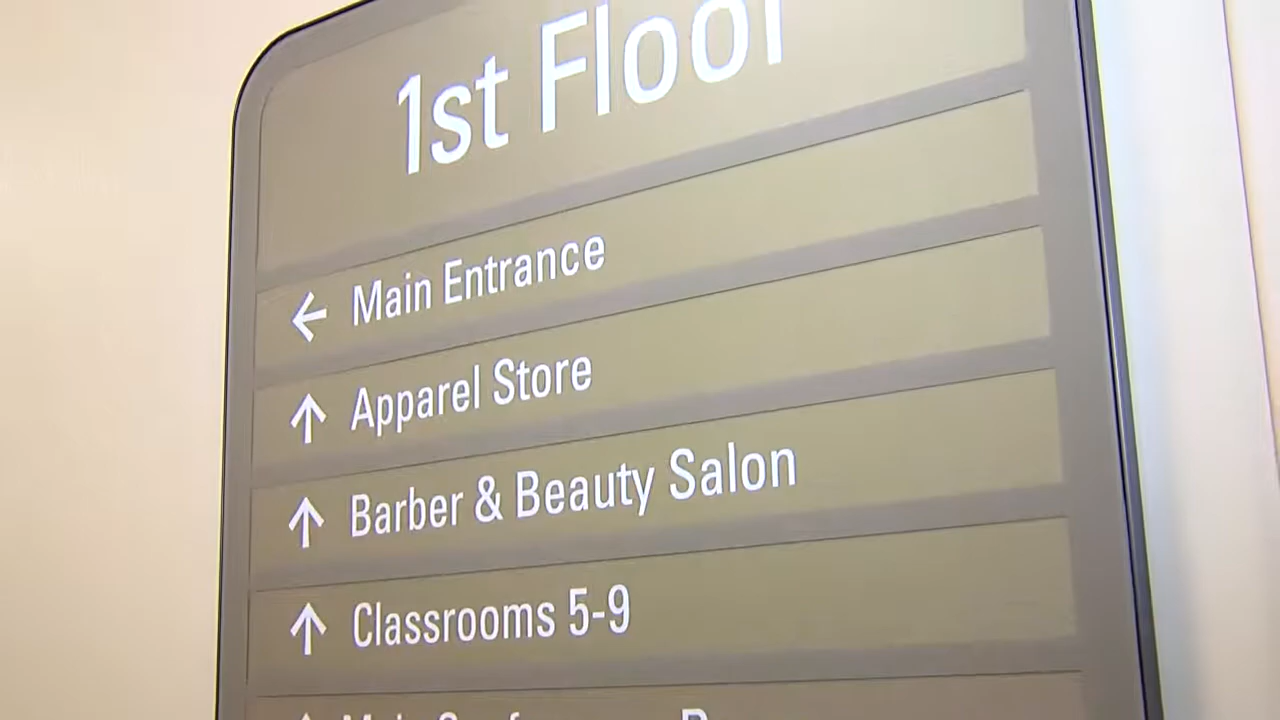 1st Floor
← Main Entrance
↑ Apparel Store
↑ Barber & Beauty Salon
↑ Classrooms 5-9